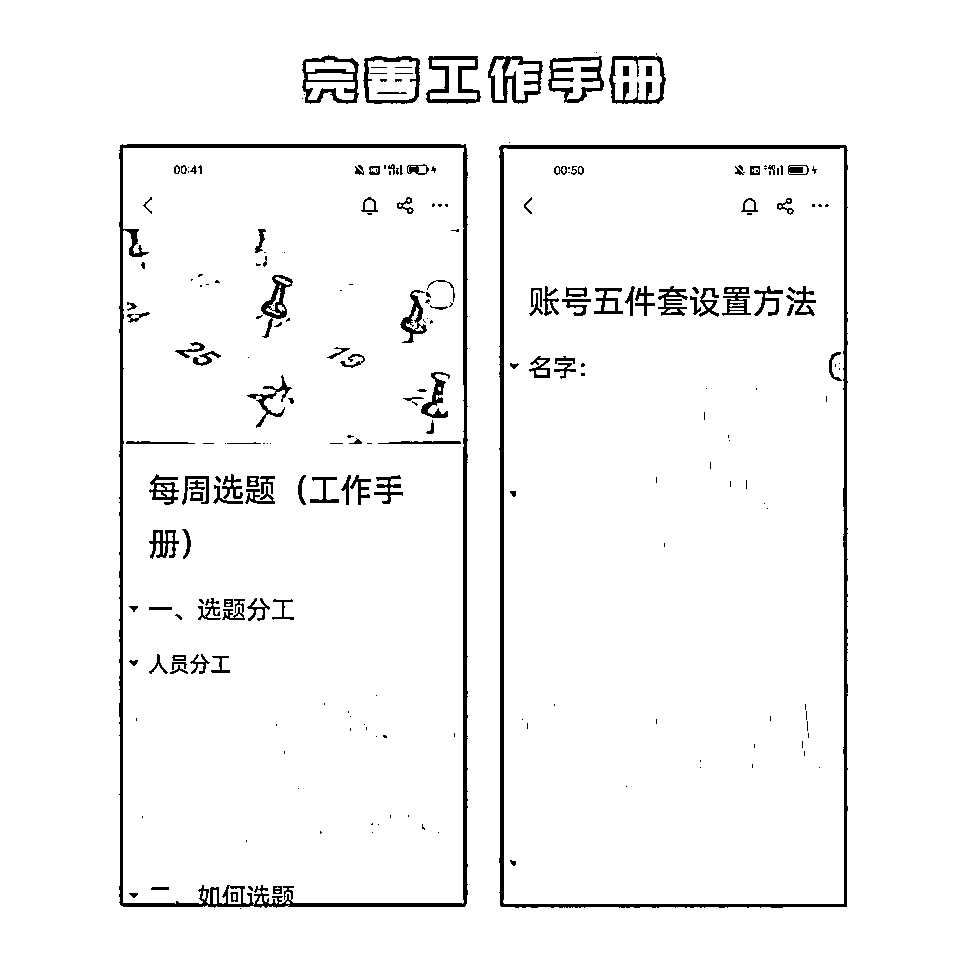 完善工作手册
00:41
25
19
每周选题（工作手
册）
一、选题分工
人员分工
二、如何选题
00:50
账号五件套设置方法
名字：